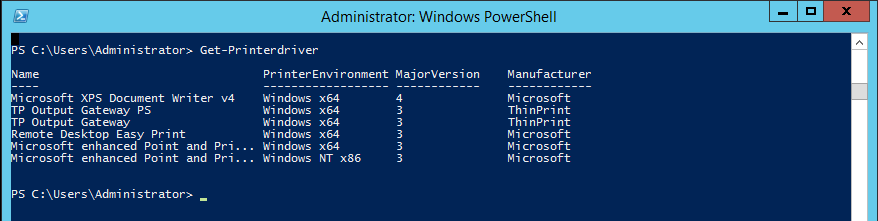 Administrator: Windows PowerShell
PS C:\Users\Administrator> Get-Printerdriver
Name PrinterEnvironment MajorVersion Manufacturer
---- ------------------ ------------ ------------
Microsoft XPS Document Writer v4 Windows x64 4 Microsoft
TP Output Gateway PS Windows x64 3 ThinPrint
TP Output Gateway Windows x64 3 ThinPrint
Remote Desktop Easy Print Windows x64 3 Microsoft
Microsoft enhanced Point and Pri... Windows x64 3 Microsoft
Microsoft enhanced Point and Pri... Windows NT x86 3 Microsoft
PS C:\Users\Administrator> _